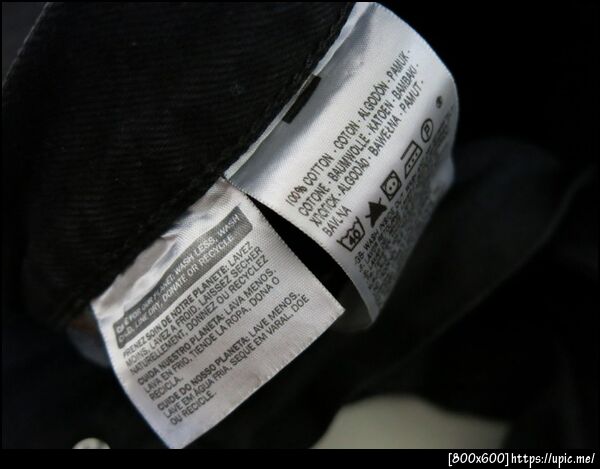 100% COTTON - COTON - ALGODÓN - PAMUK -
COTONE - BAUMWOLLE - KATOEN - BAMBAKI -
ALGODÃO - BAWEŁNA - PAMUT -
40
P
CARE FOR OUR PLANET: WASH LESS, WASH
COLD, LINE DRY, DONATE OR RECYCLE.
PRENEZ SOIN DE NOTRE PLANETE: LAVEZ
MOINS, LAVEZ A FROID, LAISSEZ SECHER
NATURELLEMENT, DONNEZ OU RECYCLEZ
CUIDA NUESTRO PLANETA: LAVA MENOS,
LAVA EN FRIO, TIENDE LA ROPA, DONA O
RECICLA.
CUIDE DO NOSSO PLANETA: LAVE MENOS,
LAVE EM AGUA FRIA, SEQUE EM VARAL, DOE
OU RECICLE.
[800x600]https://upic.me/